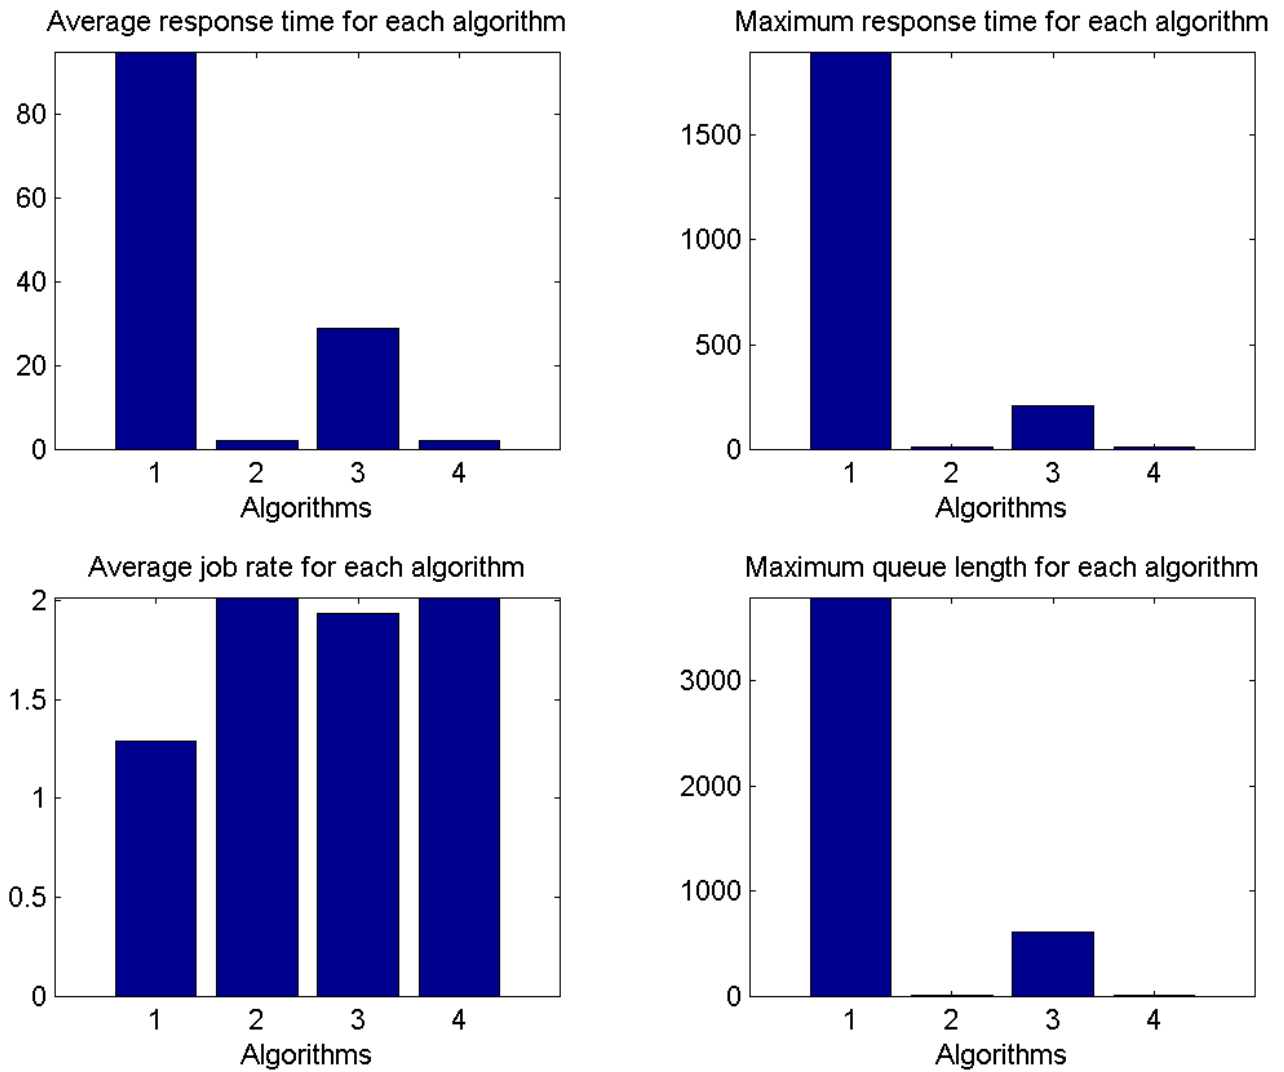 Average response time for each algorithm
80
60
40
20
0
1 2 3 4
Algorithms
Maximum response time for each algorithm
1500
1000
500
0
1 2 3 4
Algorithms
Average job rate for each algorithm
2
1.5
1
0.5
0
1 2 3 4
Algorithms
Maximum queue length for each algorithm
3000
2000
1000
0
1 2 3 4
Algorithms